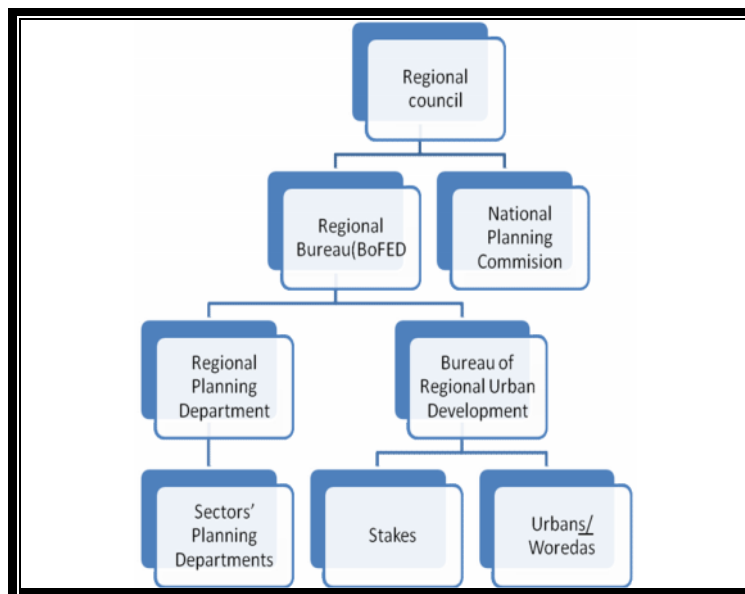 Regional
council
Regional
Bureau(BoFED
National
Planning
Commision
Regional
Planning
Department
Bureau of
Regional Urban
Development
Sectors’
Planning
Departments
Stakes
Urbans/
Woredas